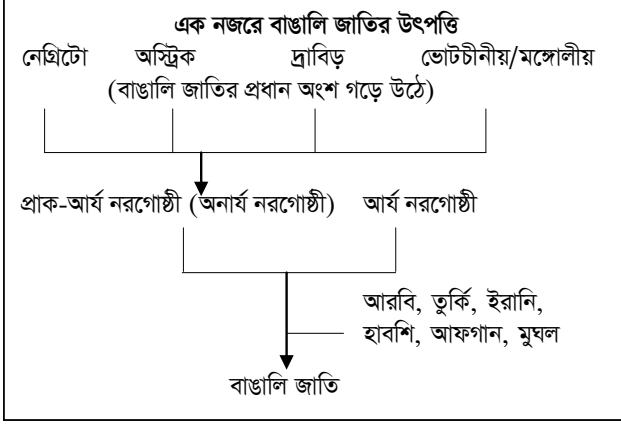 এক নজরে বাঙালি জাতির উৎপত্তি
নেগ্রিটো অস্ট্রিক দ্রাবিড় ভোটচীনীয়/মঙ্গোলীয়
(বাঙালি জাতির প্রধান অংশ গড়ে উঠে)
প্রাক-আর্য নরগোষ্ঠী (অনার্য নরগোষ্ঠী) আর্য নরগোষ্ঠী
আরবি, তুর্কি, ইরানি,
হাবশি, আফগান, মুঘল
বাঙালি জাতি